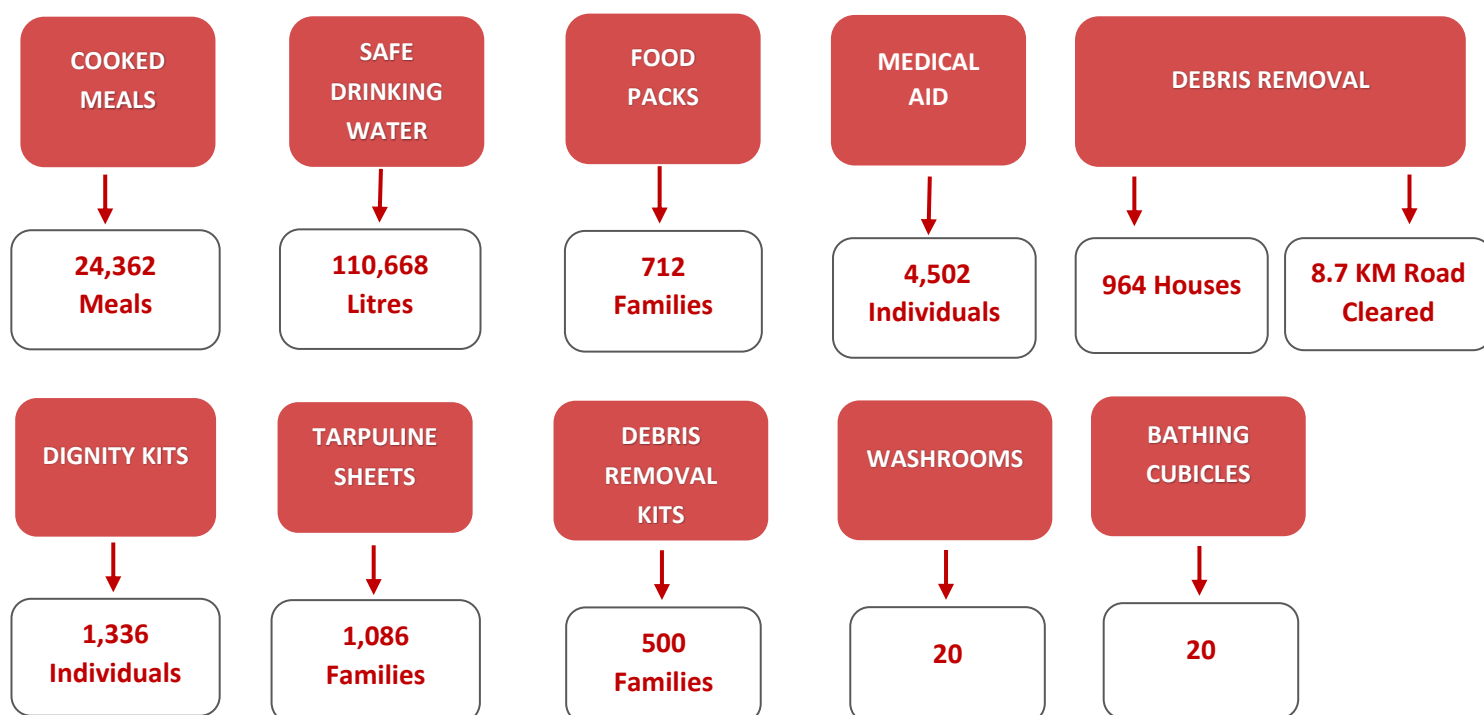 COOKED
MEALS
SAFE
DRINKING
WATER
FOOD
PACKS
MEDICAL
AID
DEBRIS REMOVAL
24,362
Meals
110,668
Litres
712
Families
4,502
Individuals
964 Houses
8.7 KM Road
Cleared
DIGNITY KITS
TARPULINE
SHEETS
DEBRIS
REMOVAL
KITS
WASHROOMS
BATHING
CUBICLES
1,336
Individuals
1,086
Families
500
Families
20
20